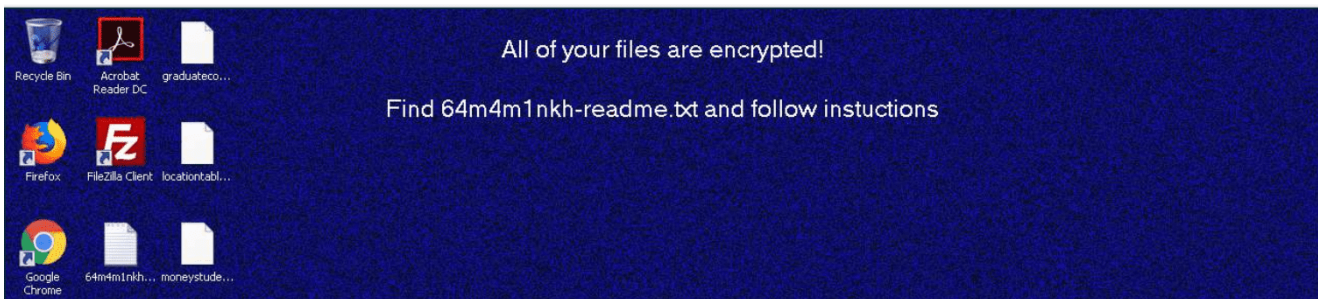 All of your files are encrypted!
Find 64m4m1nkh-readme.txt and follow instuctions
Recycle Bin
Acrobat
Reader DC
graduateco...
Firefox
FileZilla Client
locationtabl...
Google
Chrome
64m4m1nkh...
moneystude...